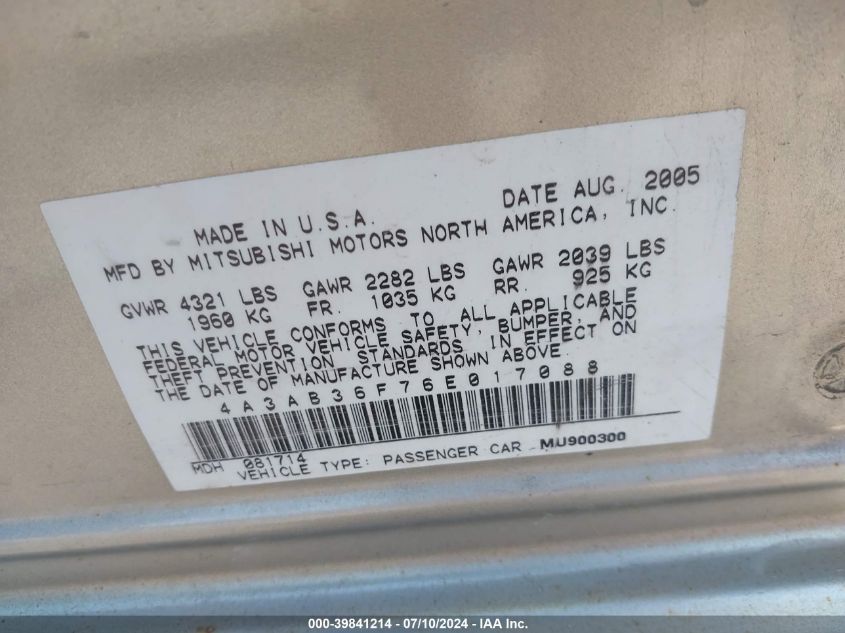 MADE IN U.S.A. DATE AUG. 2005
MFD BY MITSUBISHI MOTORS NORTH AMERICA, INC.
GVWR 4321 LBS GAWR 2282 LBS GAWR 2039 LBS
1960 KG FR. 1035 KG RR. 925 KG
THIS VEHICLE CONFORMS TO ALL APPLICABLE
FEDERAL MOTOR VEHICLE SAFETY, BUMPER, AND
THEFT PREVENTION STANDARDS IN EFFECT ON
THE DATE OF MANUFACTURE SHOWN ABOVE.
4A3AB36F76E017088
MDH 081714
VEHICLE TYPE: PASSENGER CAR MU900300
000-39841214 - 07/10/2024 - IAA Inc.